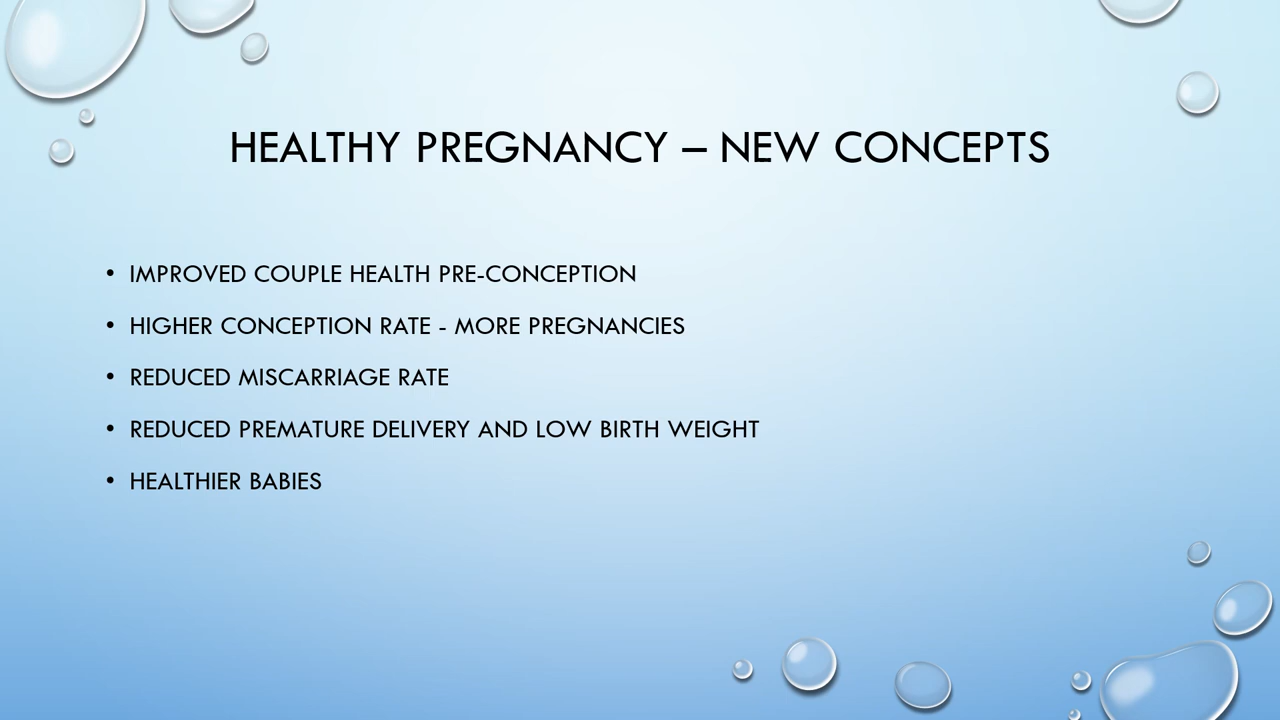 HEALTHY PREGNANCY – NEW CONCEPTS
• IMPROVED COUPLE HEALTH PRE-CONCEPTION
• HIGHER CONCEPTION RATE - MORE PREGNANCIES
• REDUCED MISCARRIAGE RATE
• REDUCED PREMATURE DELIVERY AND LOW BIRTH WEIGHT
• HEALTHIER BABIES